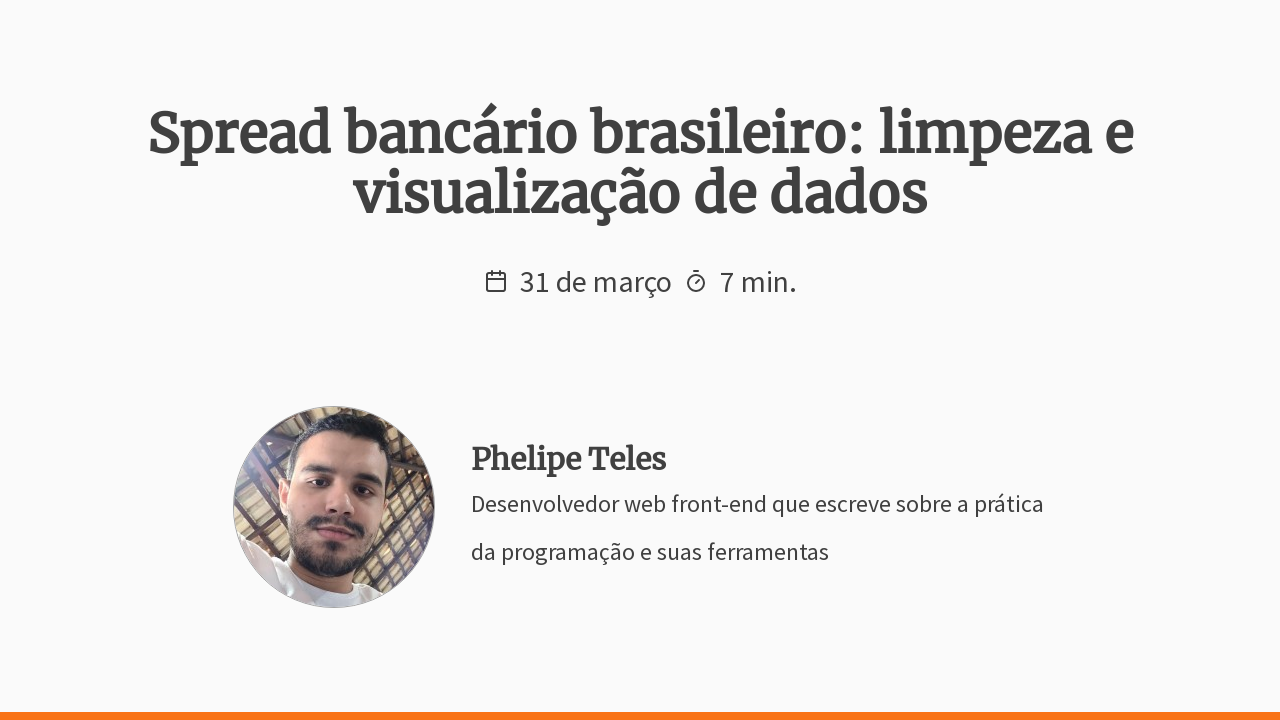 Spread bancário brasileiro: limpeza e
visualização de dados
31 de março 7 min.
Phelipe Teles
Desenvolvedor web front-end que escreve sobre a prática
da programação e suas ferramentas